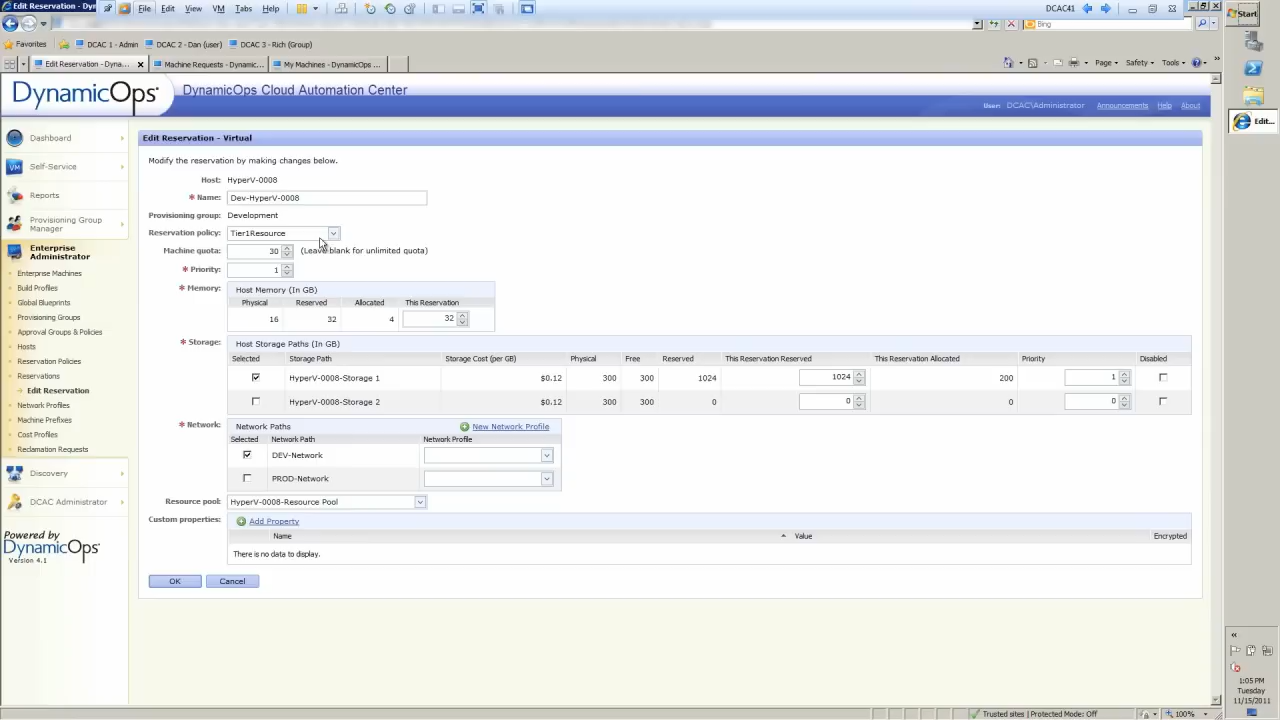 Edit Reservation - Dyn
File Edit View VM Tabs Help
DCAC41
Start
Bing
Favorites DCAC 1 - Admin DCAC 2 - Dan (user) DCAC 3 - Rich (Group)
Edit Reservation - Dyna... Machine Requests - Dynamic... My Machines - DynamicOps ...
Page Safety Tools
DynamicOps DynamicOps Cloud Automation Center
User: DCAC\Administrator Announcements Help About
Edit...
Dashboard
Self-Service
Reports
Provisioning Group
Manager
Enterprise
Administrator
Enterprise Machines
Build Profiles
Global Blueprints
Provisioning Groups
Approval Groups & Policies
Hosts
Reservation Policies
Reservations
Edit Reservation
Network Profiles
Machine Prefixes
Cost Profiles
Reclamation Requests
Discovery
DCAC Administrator
Powered by
DynamicOps
Version 4.1
Edit Reservation - Virtual
Modify the reservation by making changes below.
Host: HyperV-0008
* Name: Dev-HyperV-0008
Provisioning group: Development
Reservation policy: Tier1Resource
Machine quota: 30 (Leave blank for unlimited quota)
* Priority: 1
* Memory: Host Memory (In GB)
Physical Reserved Allocated This Reservation
16 32 4 32
* Storage: Host Storage Paths (In GB)
Selected Storage Path Storage Cost (per GB) Physical Free Reserved This Reservation Reserved This Reservation Allocated Priority Disabled
HyperV-0008-Storage 1 $0.12 300 300 1024 1024 200 1
HyperV-0008-Storage 2 $0.12 300 300 0 0 0 0
* Network: Network Paths New Network Profile
Selected Network Path Network Profile
DEV-Network
PROD-Network
Resource pool: HyperV-0008-Resource Pool
Custom properties: Add Property
Name Value Encrypted
There is no data to display.
OK Cancel
1:05 PM
Tuesday
11/15/2011
Trusted sites | Protected Mode: Off 100%